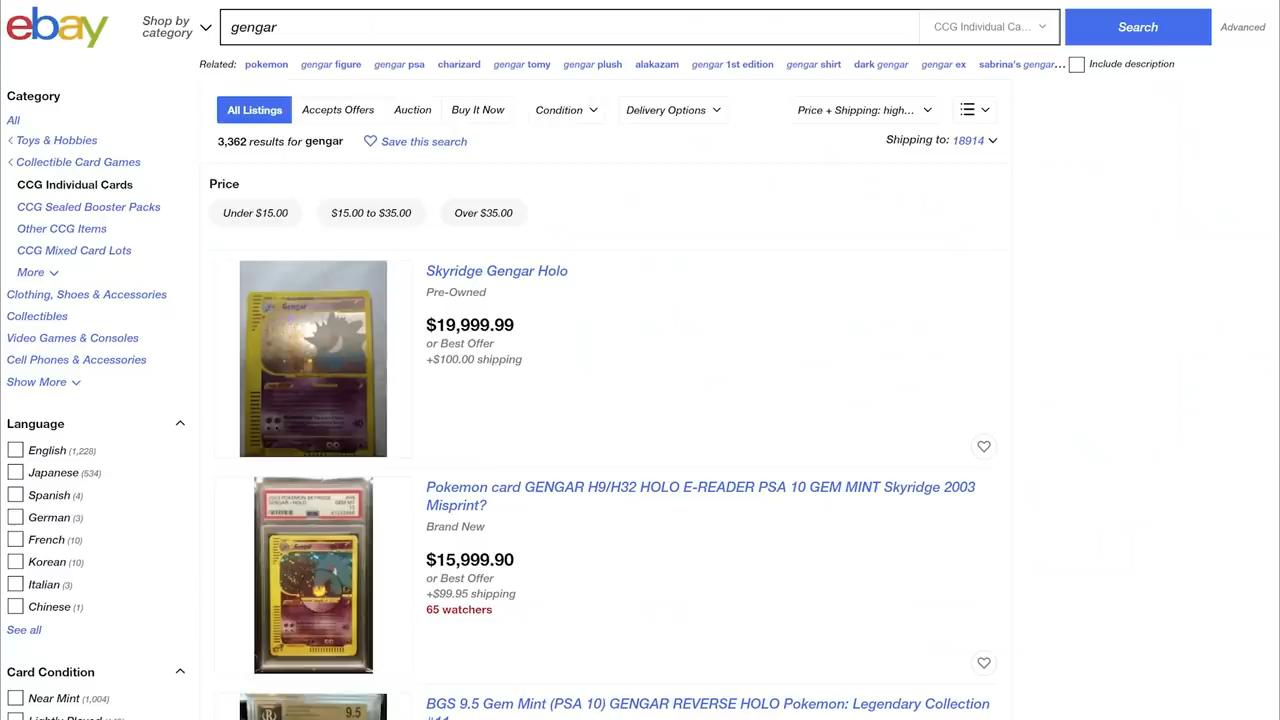 ebay
Shop by category
gengar
CCG Individual Ca...
Search
Advanced
Related: pokemon gengar figure gengar psa charizard gengar tomy gengar plush alakazam gengar 1st edition gengar shirt dark gengar gengar ex sabrina's gengar... Include description
Category
All
Toys & Hobbies
Collectible Card Games
CCG Individual Cards
CCG Sealed Booster Packs
Other CCG Items
CCG Mixed Card Lots
More
Clothing, Shoes & Accessories
Collectibles
Video Games & Consoles
Cell Phones & Accessories
Show More
Language
English (1,228)
Japanese (534)
Spanish (4)
German (3)
French (10)
Korean (10)
Italian (3)
Chinese (1)
See all
Card Condition
Near Mint (1,004)
All Listings Accepts Offers Auction Buy It Now Condition Delivery Options Price + Shipping: high...
3,362 results for gengar Save this search Shipping to: 18914
Price
Under $15.00 $15.00 to $35.00 Over $35.00
Gengar
Skyridge Gengar Holo
Pre-Owned
$19,999.99
or Best Offer
+$100.00 shipping
Pokemon card GENGAR H9/H32 HOLO E-READER PSA 10 GEM MINT Skyridge 2003
Misprint?
Brand New
$15,999.90
or Best Offer
+$99.95 shipping
65 watchers
9.5
BGS 9.5 Gem Mint (PSA 10) GENGAR REVERSE HOLO Pokemon: Legendary Collection